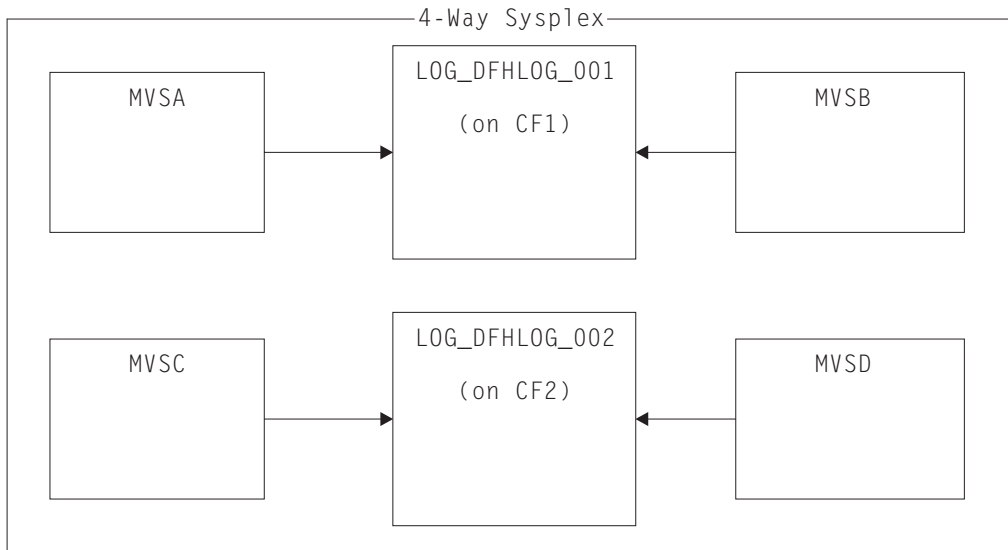 4-Way Sysplex
MVSA
LOG_DFHLOG_001
(on CF1)
MVSB
MVSC
LOG_DFHLOG_002
(on CF2)
MVSD